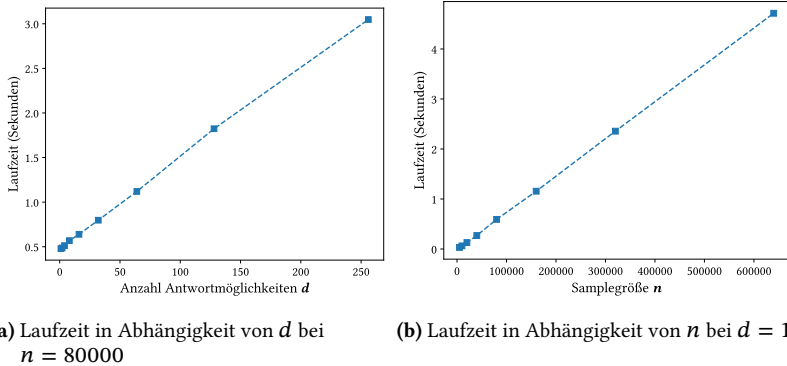 3.0
2.5
2.0
1.5
1.0
0.5
Laufzeit (Sekunden)
0 50 100 150 200 250
Anzahl Antwortmöglichkeiten d
4
3
2
1
0
Laufzeit (Sekunden)
0 100000 200000 300000 400000 500000 600000
Samplegröße n
a) Laufzeit in Abhängigkeit von d bei
n = 80000
(b) Laufzeit in Abhängigkeit von n bei d = 1